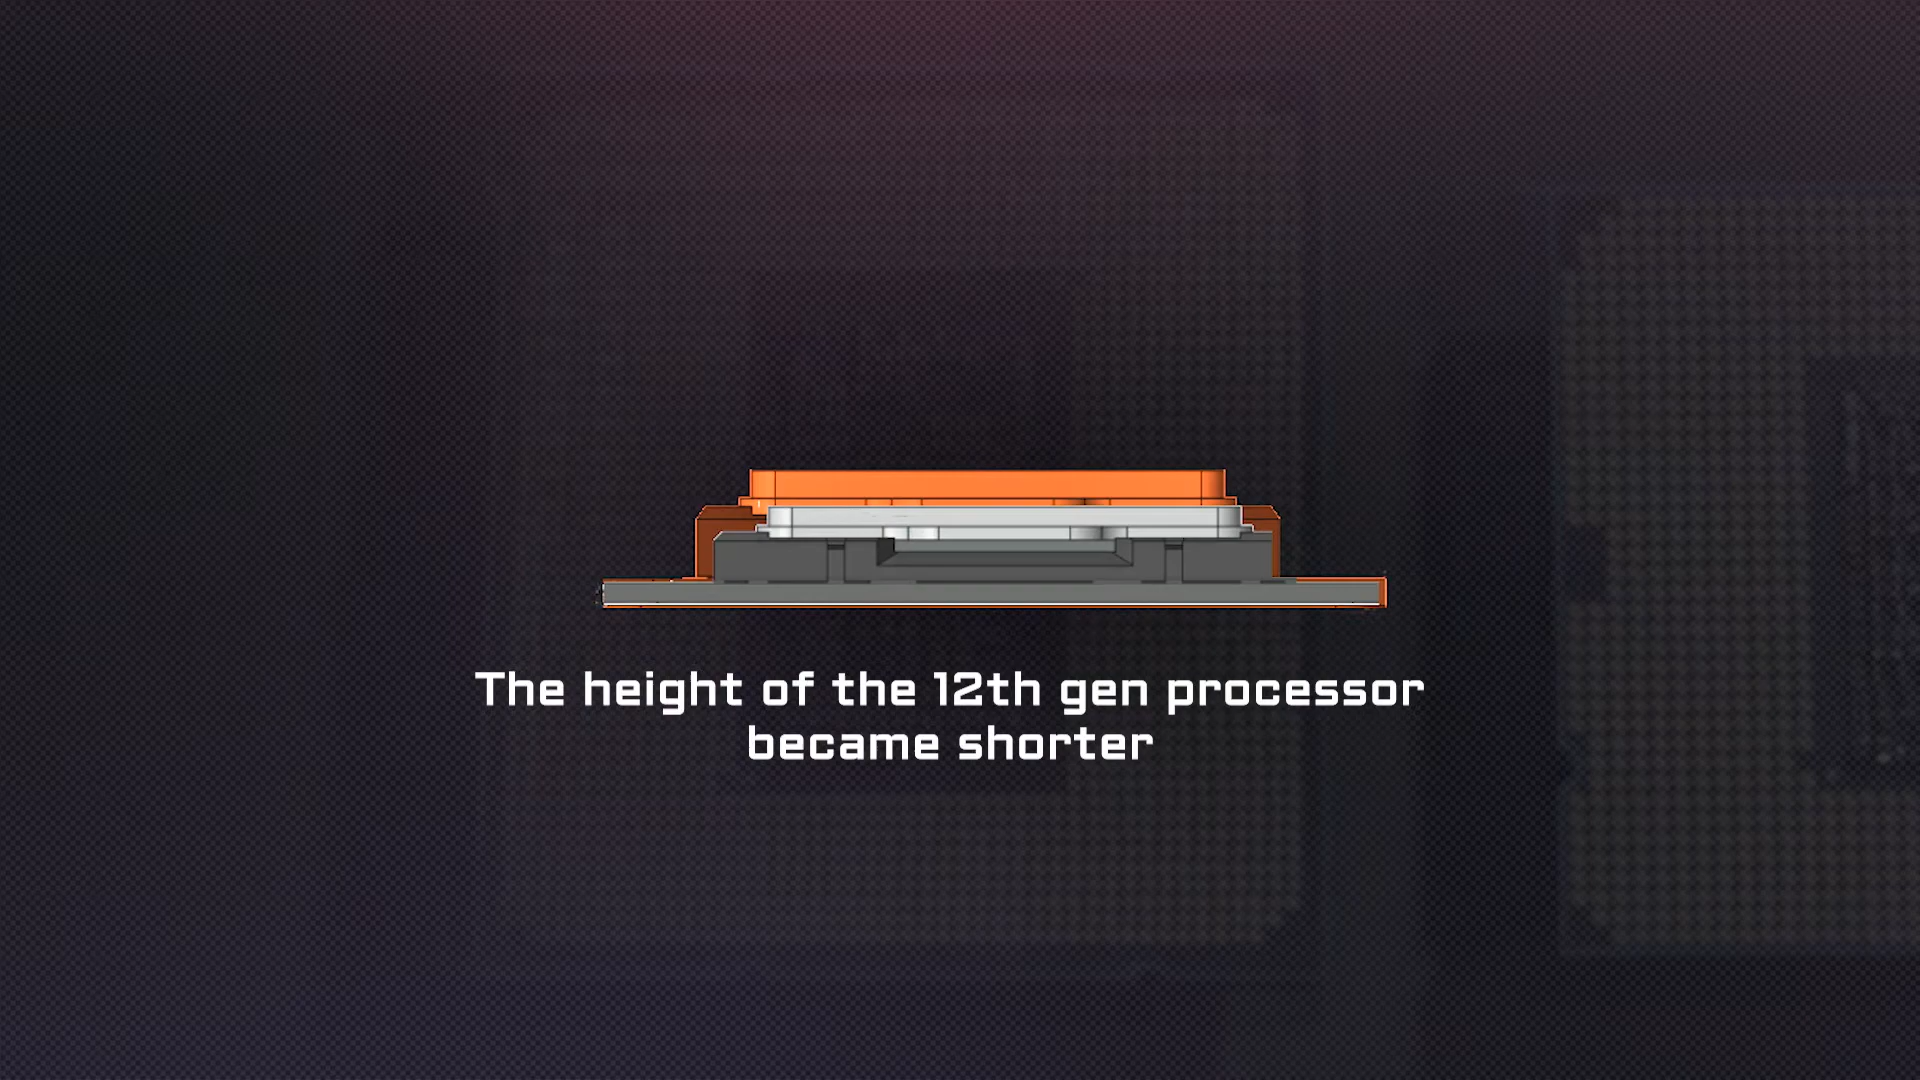 The height of the 12th gen processor
became shorter